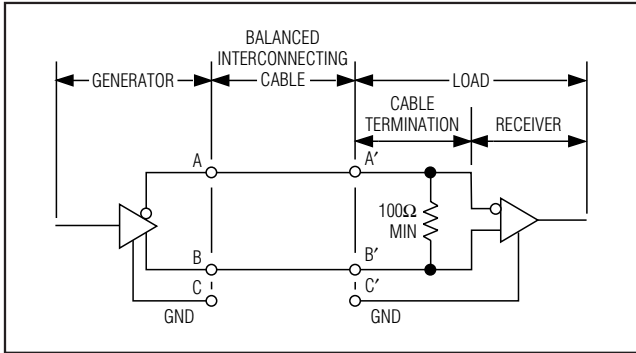 BALANCED
INTERCONNECTING
GENERATOR CABLE LOAD
CABLE
TERMINATION RECEIVER
A A′
100Ω
MIN
B B′
C C′
GND GND